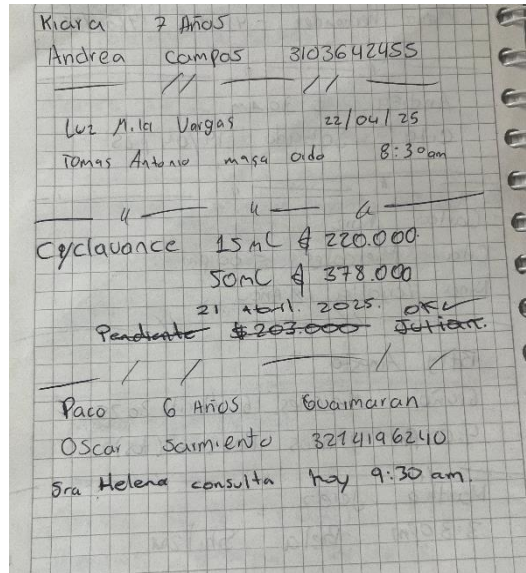 Kiara 7 Años
Andrea Campos 3103642455
Luz Mila Vargas 22/04/25
Tomas Antonio masa oido 8:30am
Cyclavance 15mL $ 220.000
50mL $ 378.000
21 Abril. 2025. OK
Pendiente $203.000
Paco 6 Años Guaimaran
Oscar Sarmiento 3214196240
Sra Helena consulta hoy 9:30 am.